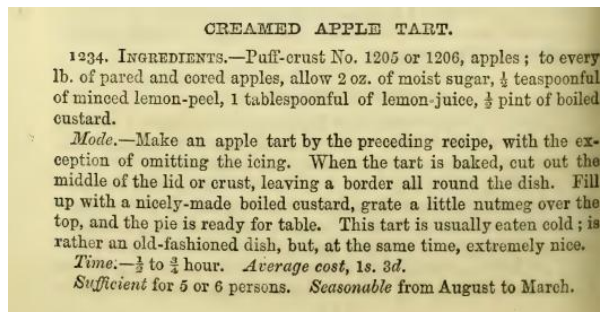 CREAMED APPLE TART.
1234. INGREDIENTS.—Puff-crust No. 1205 or 1206, apples; to every
lb. of pared and cored apples, allow 2 oz. of moist sugar, ½ teaspoonful
of minced lemon-peel, 1 tablespoonful of lemon-juice, ½ pint of boiled
custard.
Mode.—Make an apple tart by the preceding recipe, with the ex-
ception of omitting the icing. When the tart is baked, cut out the
middle of the lid or crust, leaving a border all round the dish. Fill
up with a nicely-made boiled custard, grate a little nutmeg over the
top, and the pie is ready for table. This tart is usually eaten cold; is
rather an old-fashioned dish, but, at the same time, extremely nice.
Time.—½ to ¾ hour. Average cost, 1s. 3d.
Sufficient for 5 or 6 persons. Seasonable from August to March.